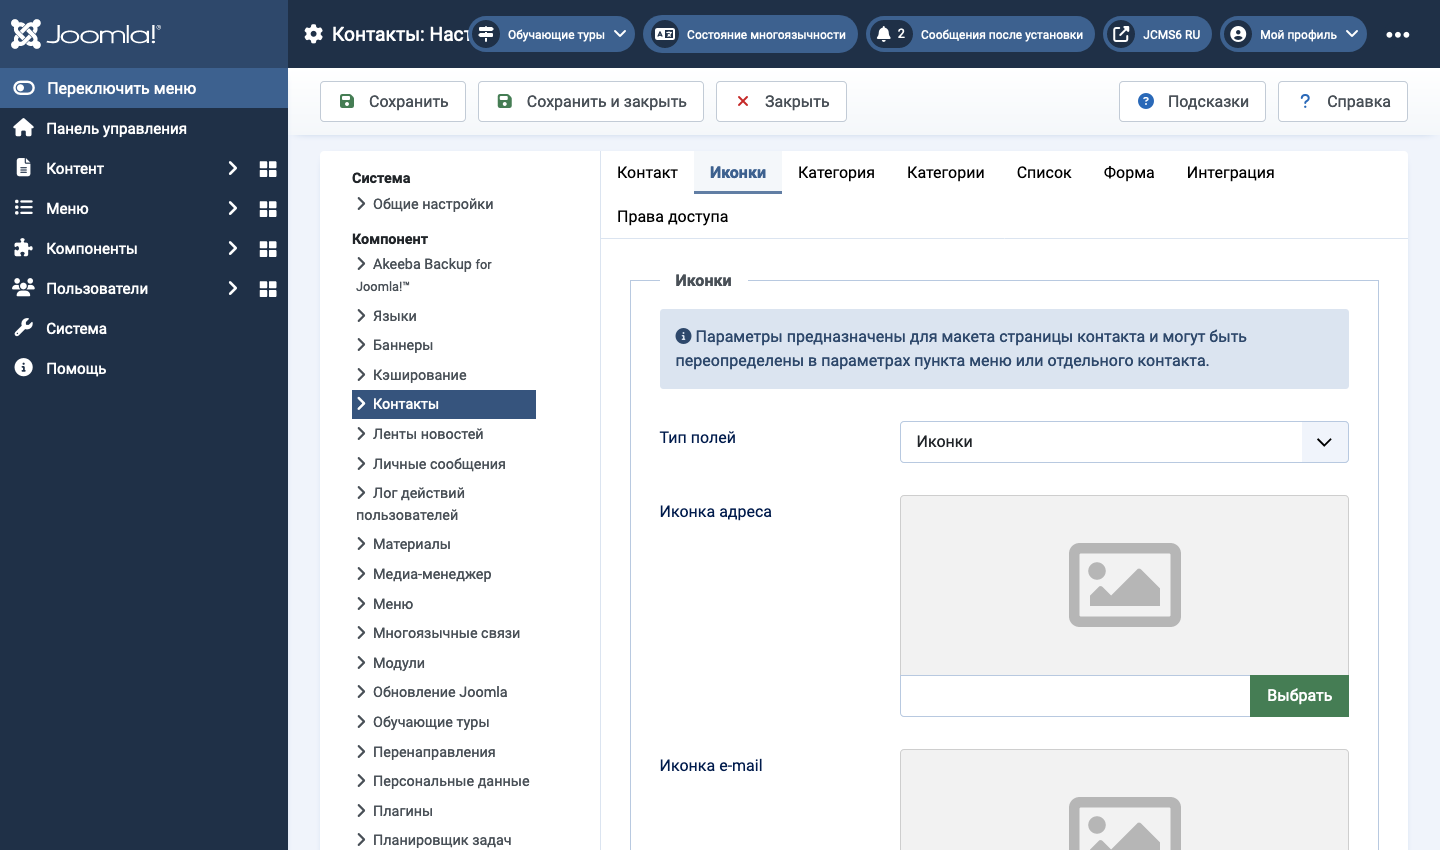 Joomla!®
Контакты: Наст
Обучающие туры
Состояние многоязычности
2 Сообщения после установки
JCMS6 RU
Мой профиль
Переключить меню
Панель управления
Контент
Меню
Компоненты
Пользователи
Система
Помощь
Сохранить
Сохранить и закрыть
Закрыть
Подсказки
? Справка
Система
Общие настройки
Компонент
Akeeba Backup for
Joomla!™
Языки
Баннеры
Кэширование
Контакты
Ленты новостей
Личные сообщения
Лог действий
пользователей
Материалы
Медиа-менеджер
Меню
Многоязычные связи
Модули
Обновление Joomla
Обучающие туры
Перенаправления
Персональные данные
Плагины
Планировщик задач
Контакт
Иконки
Категория
Категории
Список
Форма
Интеграция
Права доступа
Иконки
Параметры предназначены для макета страницы контакта и могут быть
переопределены в параметрах пункта меню или отдельного контакта.
Тип полей
Иконки
Иконка адреса
Выбрать
Иконка e-mail